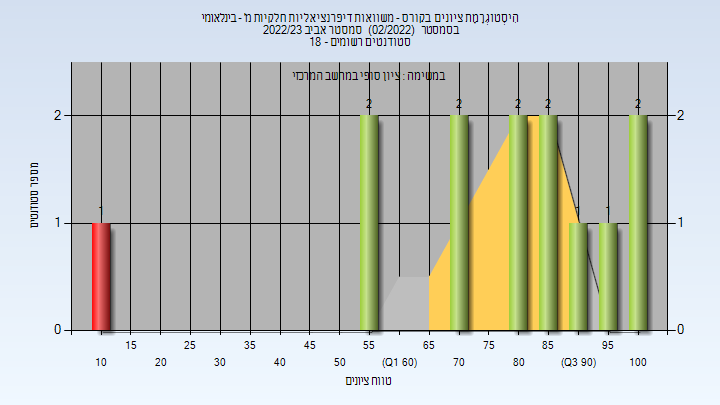 היסטוגרמת ציונים בקורס - משוואות דיפרנציאליות חלקיות מ' - בינלאומי
בסמסטר (02/2022) סמסטר אביב 2022/23
סטודנטים רשומים - 18
במשימה : ציון סופי במחשב המרכזי
2 2 2 2 2
2 2
1 1 1
1 1
0 0
מספר סטודנטים
15 25 35 45 55 65 75 85 95
10 20 30 40 50 (Q1 60) 70 80 (Q3 90) 100
טווח ציונים